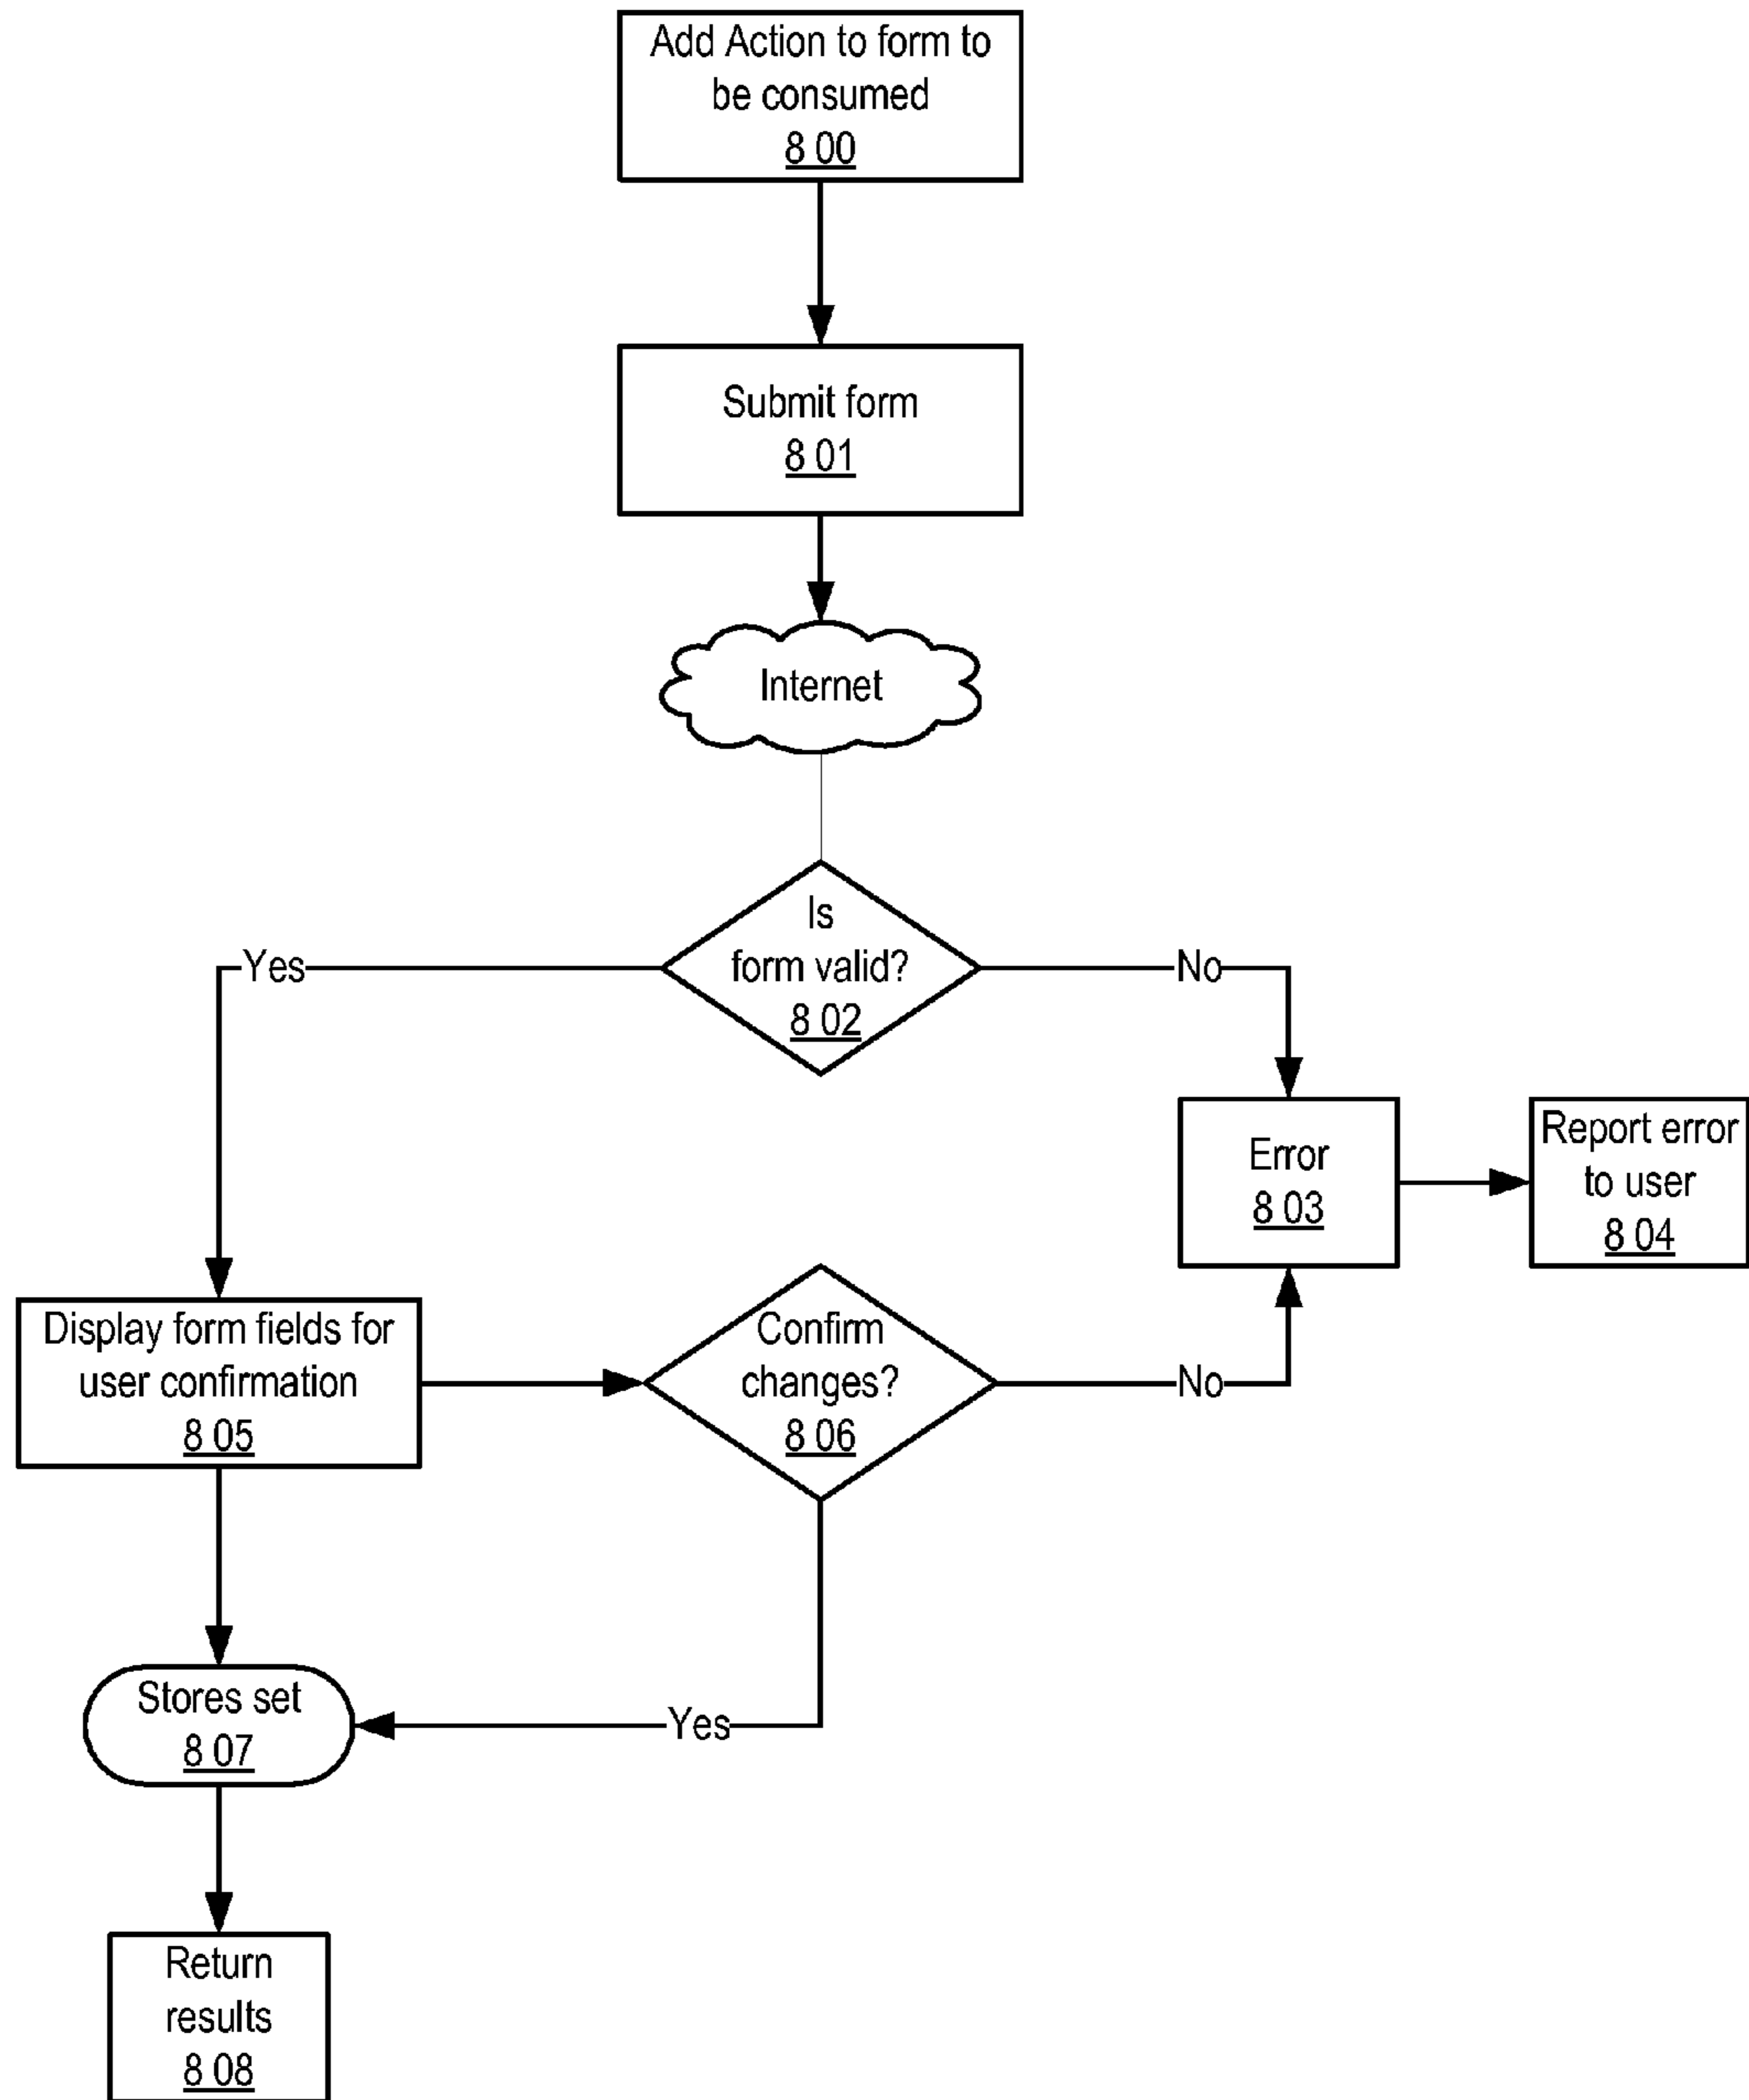 Add Action to form to
be consumed
8 00
Submit form
8 01
Internet
Is
form valid?
8 02
Yes
No
Error
8 03
Report error
to user
8 04
Display form fields for
user confirmation
8 05
Confirm
changes?
8 06
No
Stores set
8 07
Yes
Return
results
8 08